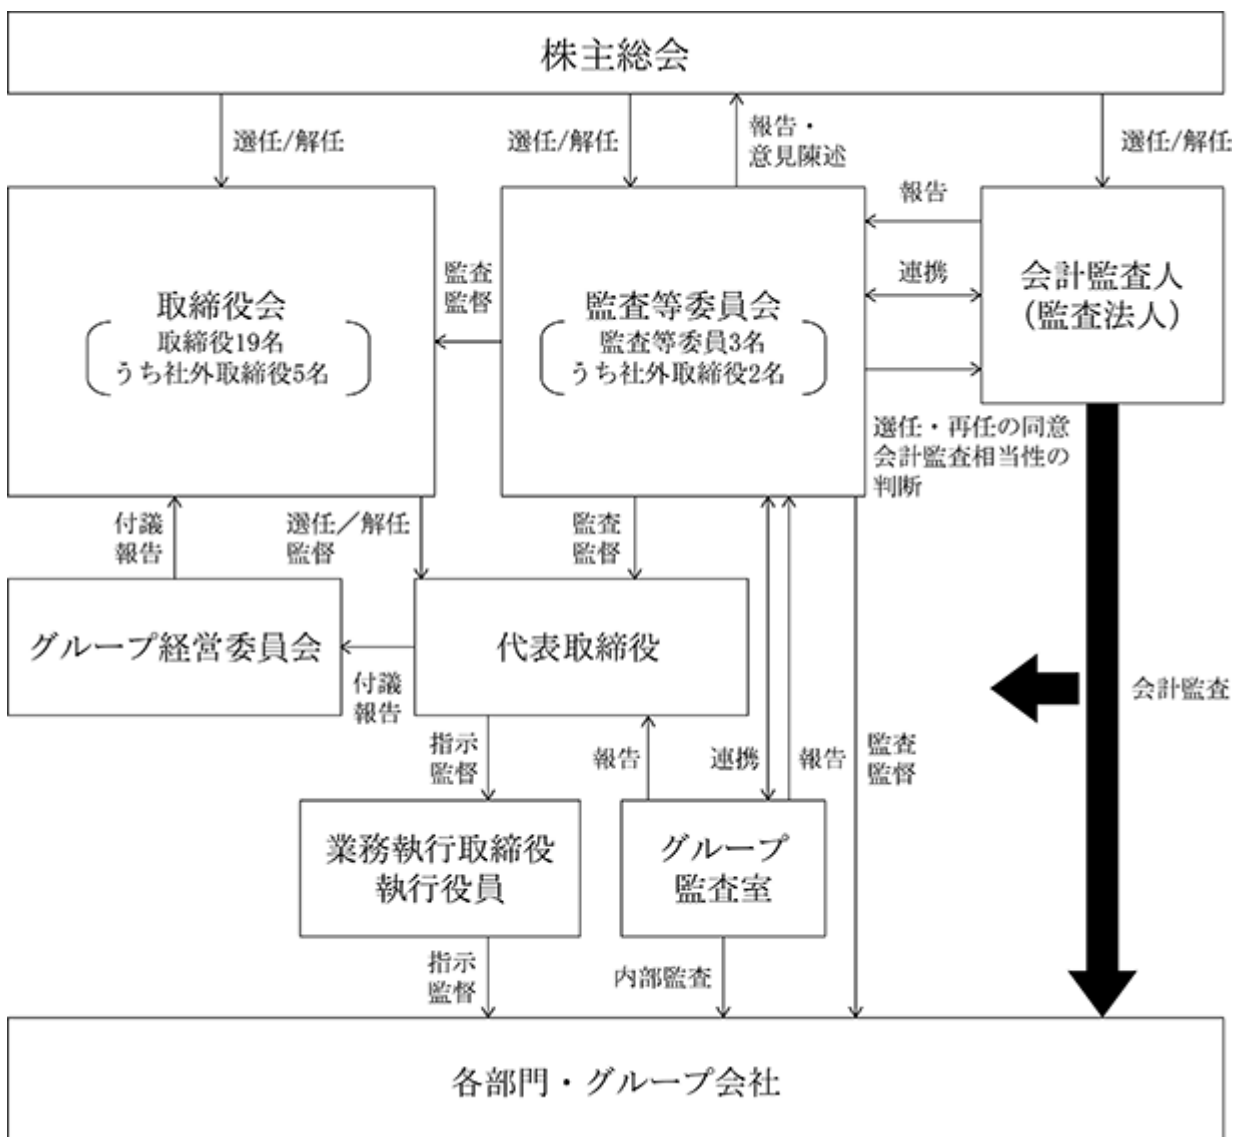 株主総会
選任/解任
選任/解任
報告・
意見陳述
選任/解任
取締役会
取締役19名
うち社外取締役5名
監査
監督
監査等委員会
監査等委員3名
うち社外取締役2名
報告
連携
会計監査人
(監査法人)
選任・再任の同意
会計監査相当性の
判断
付議
報告
選任／解任
監督
監査
監督
グループ経営委員会
付議
報告
代表取締役
会計監査
指示
監督
報告
連携
報告
監査
監督
業務執行取締役
執行役員
グループ
監査室
指示
監督
内部監査
各部門・グループ会社